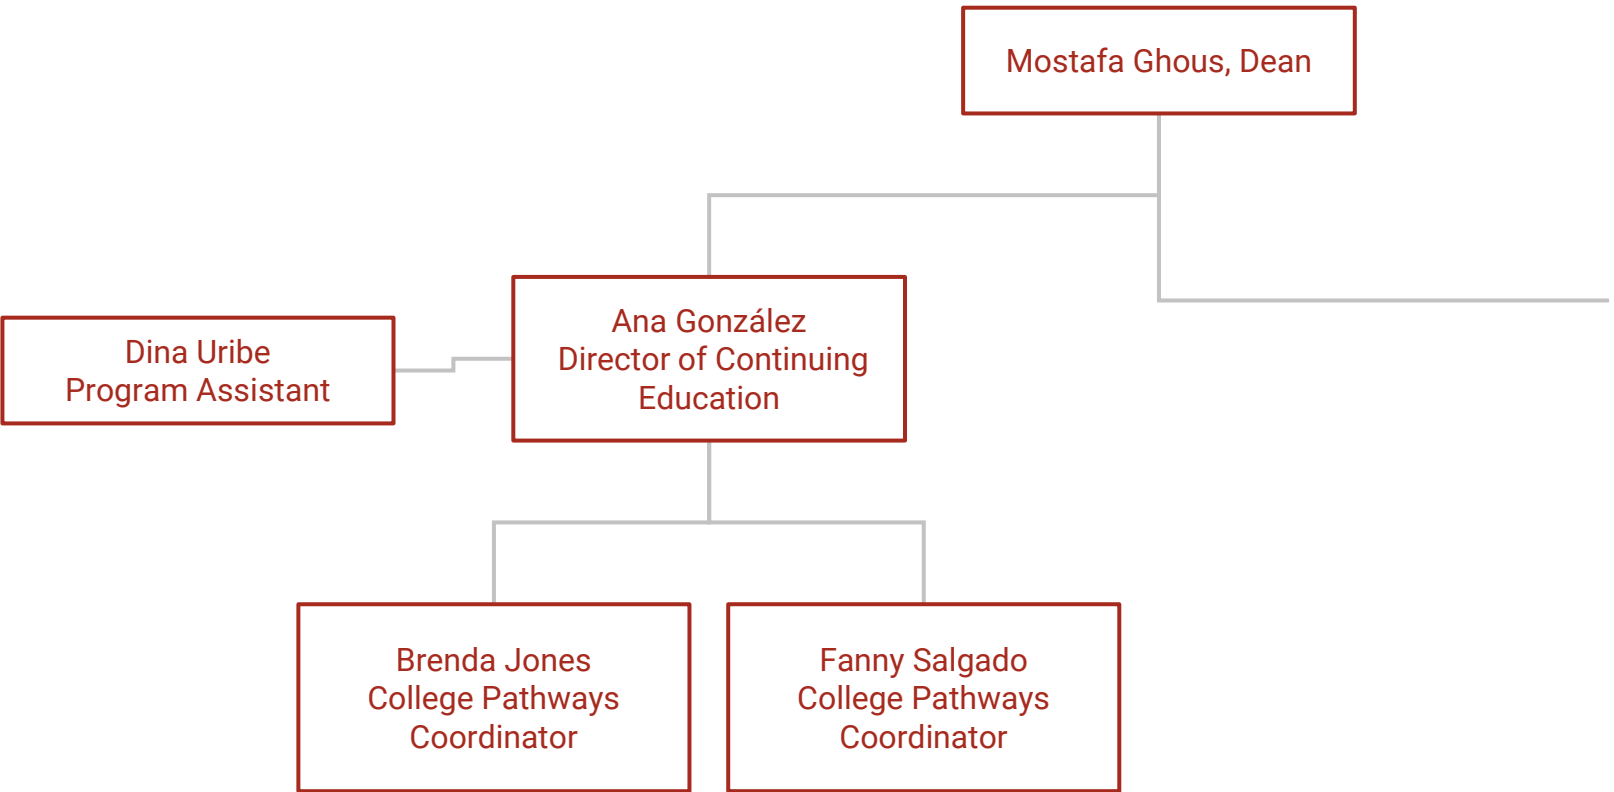 Mostafa Ghous, Dean
Ana González
Director of Continuing
Education
Dina Uribe
Program Assistant
Brenda Jones
College Pathways
Coordinator
Fanny Salgado
College Pathways
Coordinator